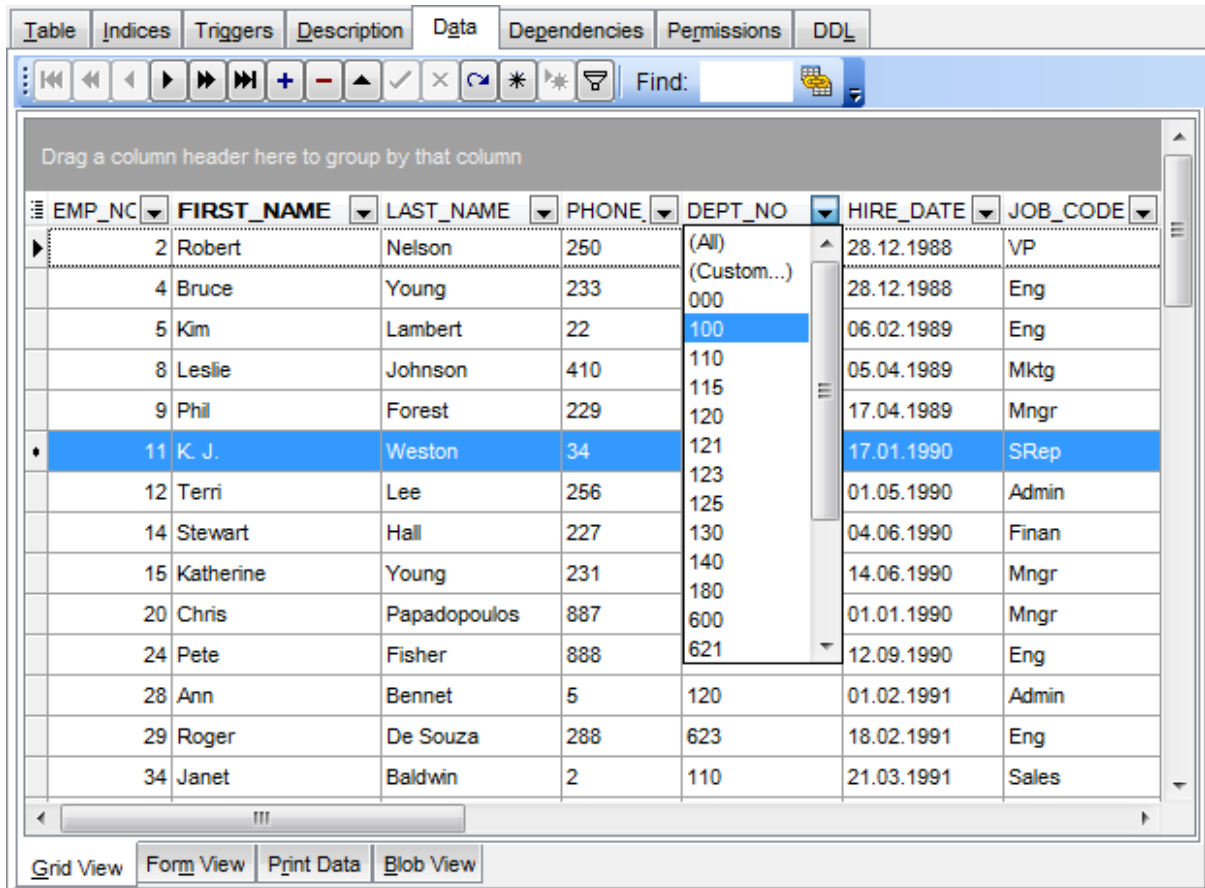 Table Indices Triggers Description Data Dependencies Permissions DDL
Find:
Drag a column header here to group by that column
EMP_NO FIRST_NAME LAST_NAME PHONE_ DEPT_NO HIRE_DATE JOB_CODE
2 Robert Nelson 250 28.12.1988 VP
4 Bruce Young 233 28.12.1988 Eng
5 Kim Lambert 22 06.02.1989 Eng
8 Leslie Johnson 410 05.04.1989 Mktg
9 Phil Forest 229 17.04.1989 Mngr
11 K. J. Weston 34 17.01.1990 SRep
12 Terri Lee 256 01.05.1990 Admin
14 Stewart Hall 227 04.06.1990 Finan
15 Katherine Young 231 14.06.1990 Mngr
20 Chris Papadopoulos 887 01.01.1990 Mngr
24 Pete Fisher 888 12.09.1990 Eng
28 Ann Bennet 5 120 01.02.1991 Admin
29 Roger De Souza 288 623 18.02.1991 Eng
34 Janet Baldwin 2 110 21.03.1991 Sales
(All)
(Custom...)
000
100
110
115
120
121
123
125
130
140
180
600
621
Grid View Form View Print Data Blob View